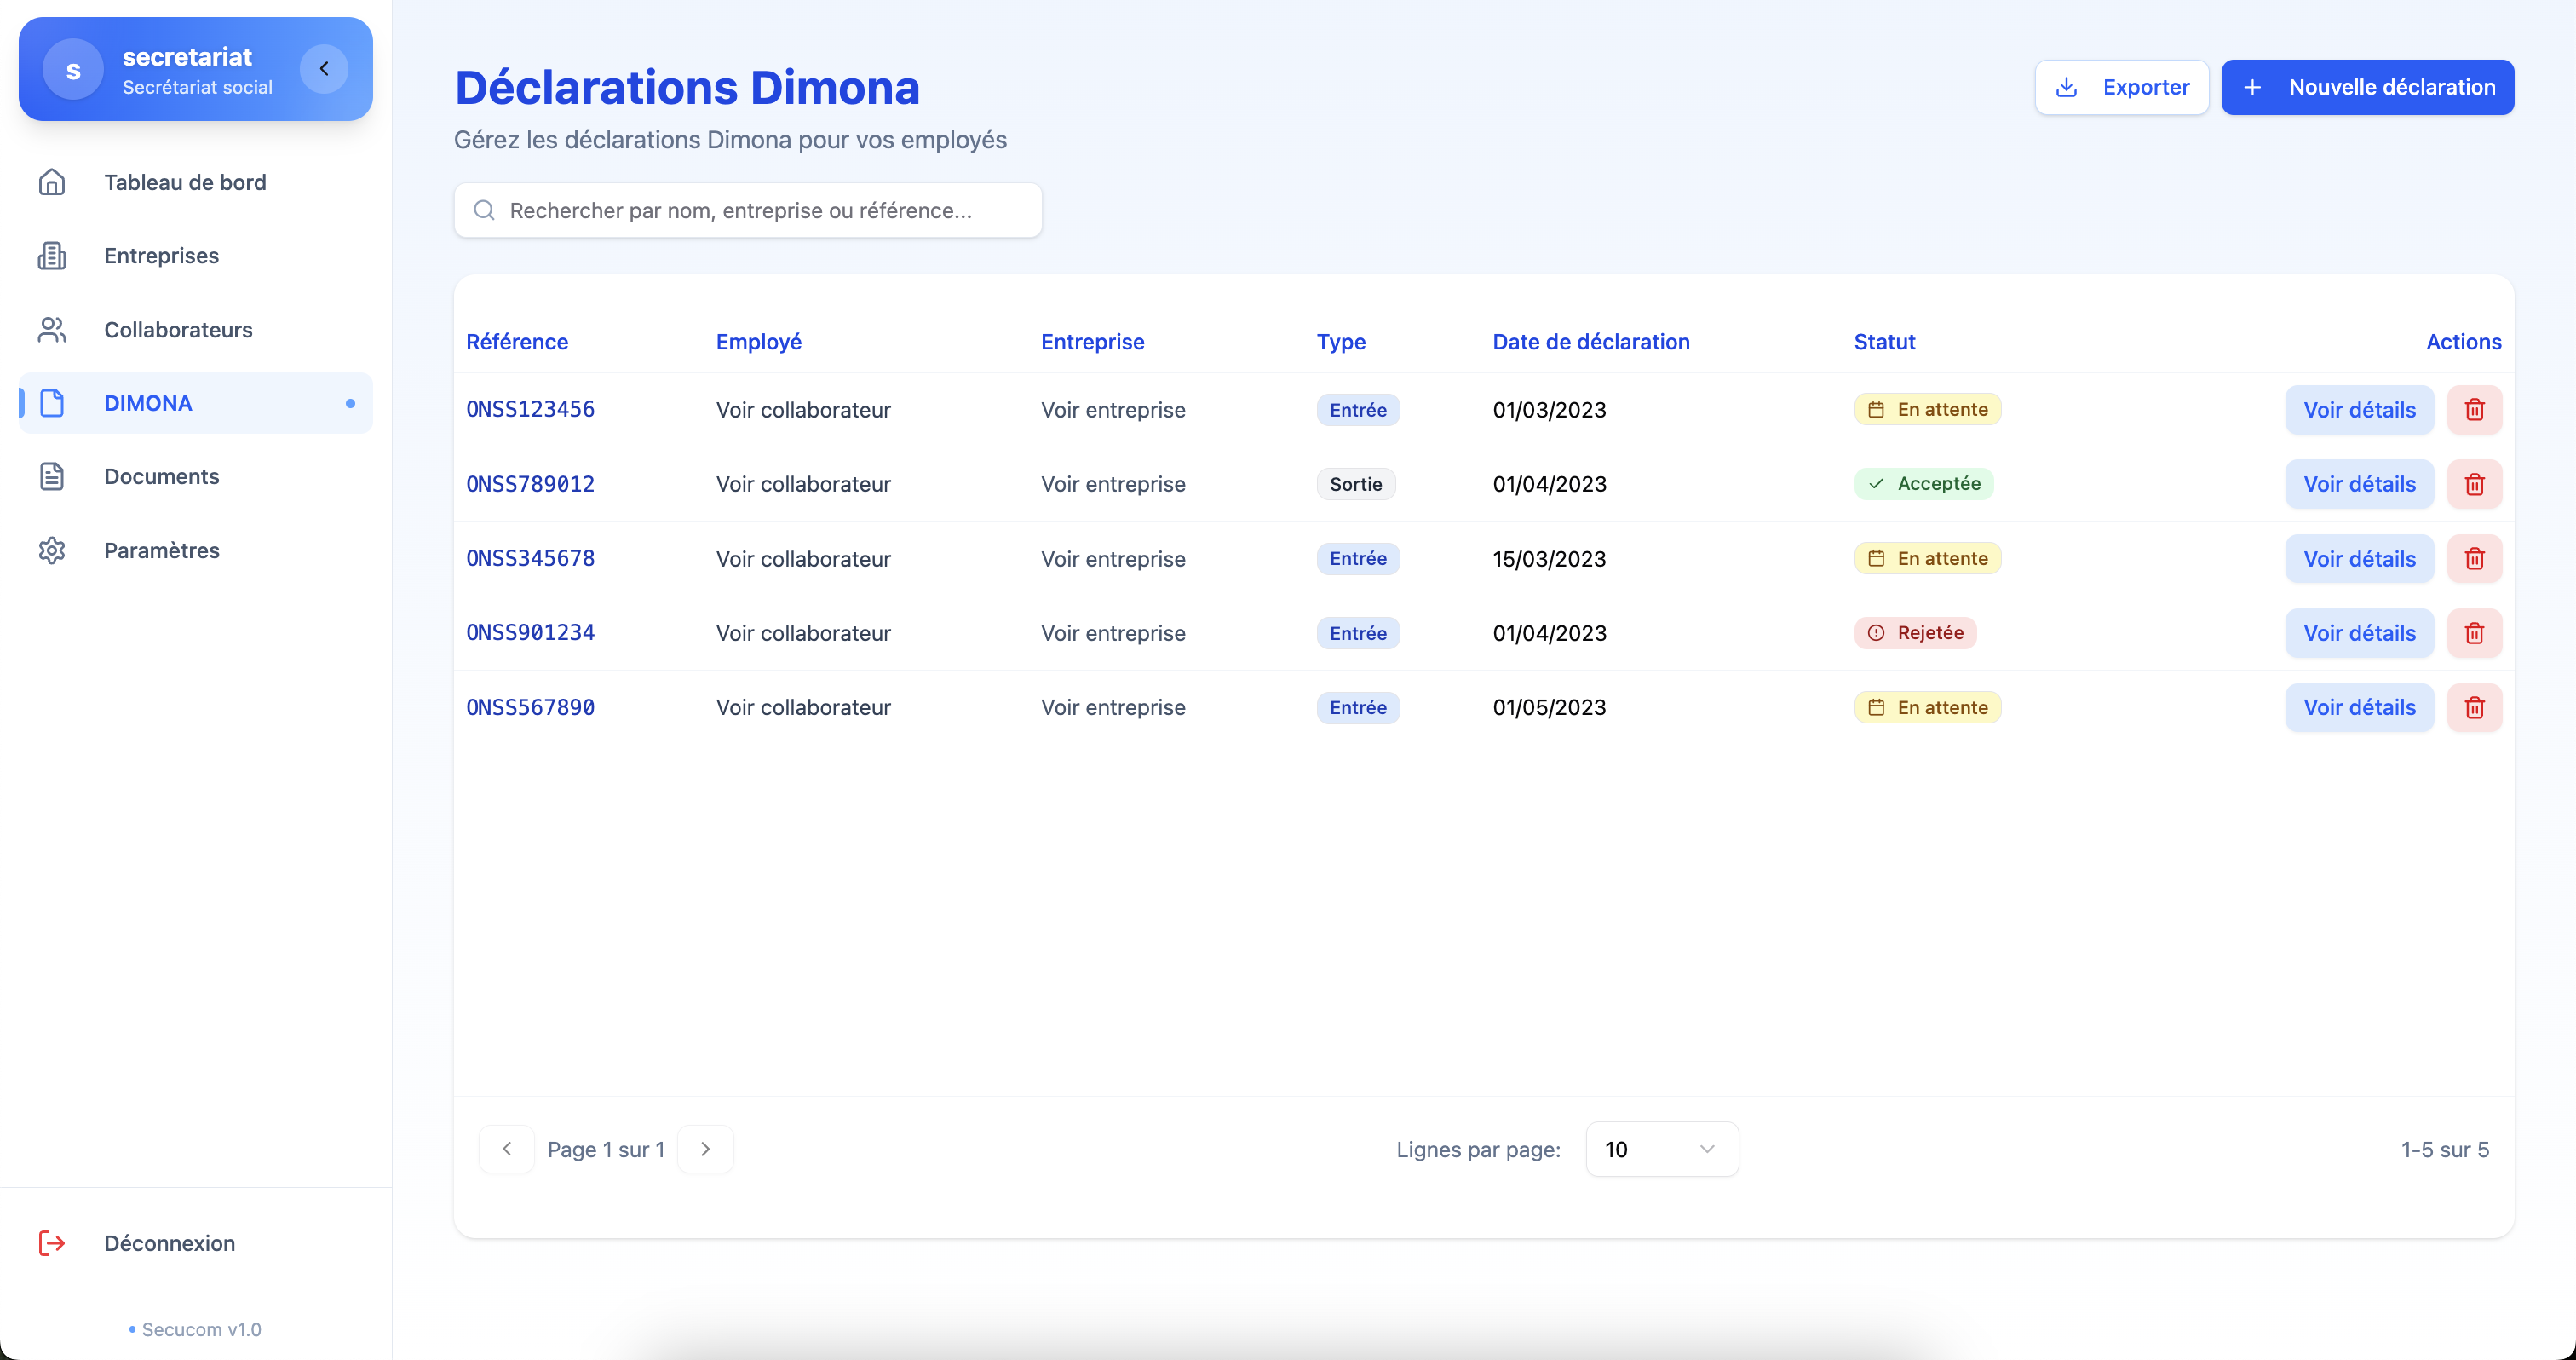 s
secretariat
Secrétariat social
Tableau de bord
Entreprises
Collaborateurs
DIMONA
Documents
Paramètres
Déconnexion
Secucom v1.0
Déclarations Dimona
Gérez les déclarations Dimona pour vos employés
Exporter
Nouvelle déclaration
Rechercher par nom, entreprise ou référence...
Référence Employé Entreprise Type Date de déclaration Statut Actions
ONSS123456 Voir collaborateur Voir entreprise Entrée 01/03/2023 En attente Voir détails
ONSS789012 Voir collaborateur Voir entreprise Sortie 01/04/2023 Acceptée Voir détails
ONSS345678 Voir collaborateur Voir entreprise Entrée 15/03/2023 En attente Voir détails
ONSS901234 Voir collaborateur Voir entreprise Entrée 01/04/2023 Rejetée Voir détails
ONSS567890 Voir collaborateur Voir entreprise Entrée 01/05/2023 En attente Voir détails
Page 1 sur 1 Lignes par page: 10 1-5 sur 5